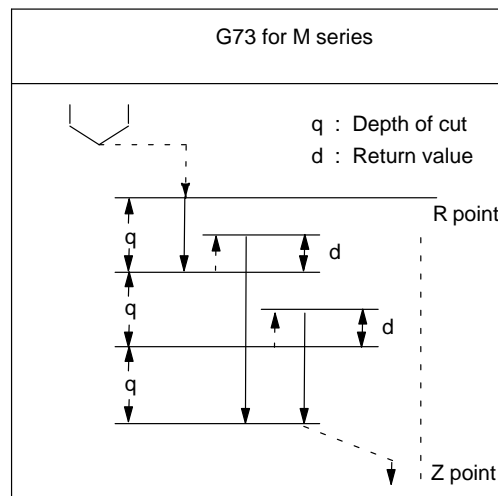 G73 for M series
q : Depth of cut
d : Return value
R point
q
d
q
d
q
Z point